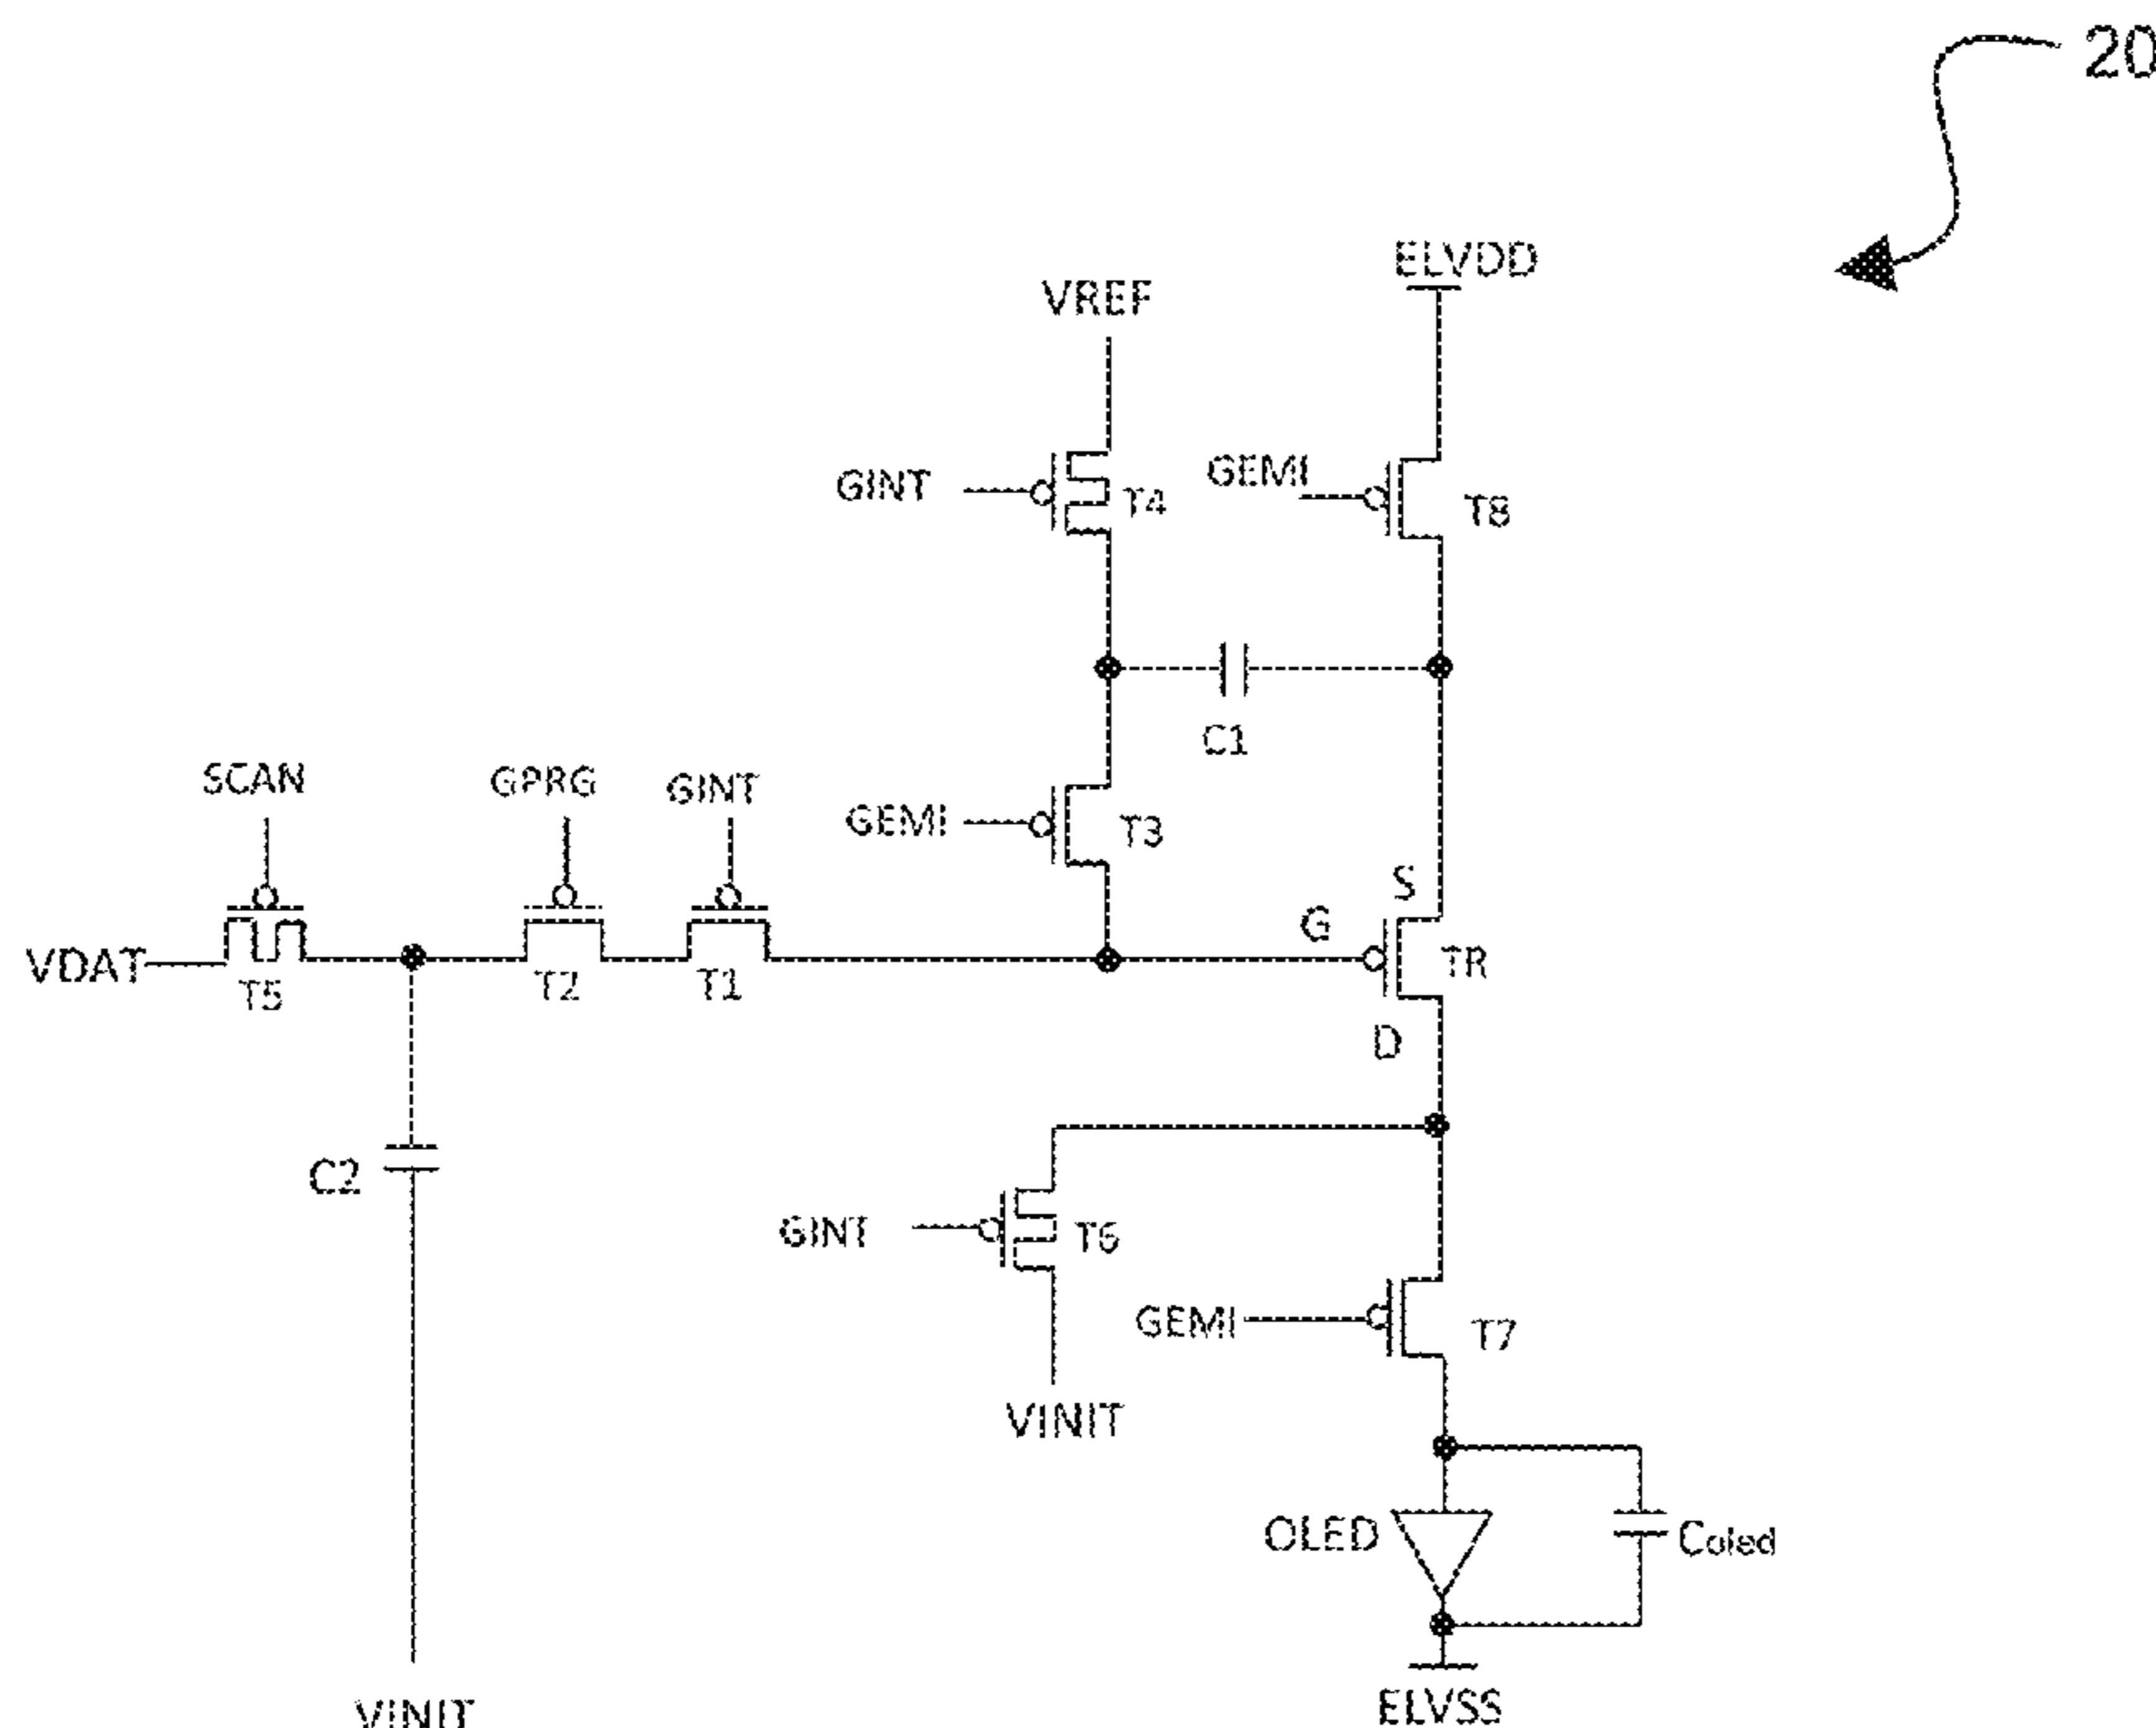 20
ELVDD
VREF
GINT
T4
GEMI
T8
C1
SCAN
GPRG
GINT
GEMI
T3
S
G
TR
VDAT
T5
T2
T1
D
C2
GINT
T6
GEMI
T7
VINIT
OLED
Coled
ELVSS
VINIT